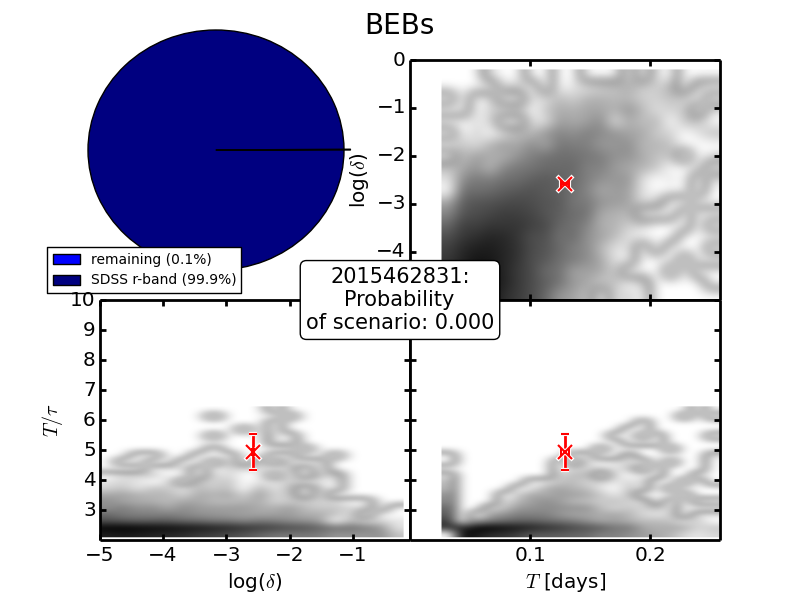 BEBs
remaining (0.1%)
SDSS r-band (99.9%)
log(δ)
0
−1
−2
−3
−4
2015462831:
Probability
of scenario: 0.000
T/τ
10
9
8
7
6
5
4
3
−5 −4 −3 −2 −1
log(δ)
0.1 0.2
T [days]